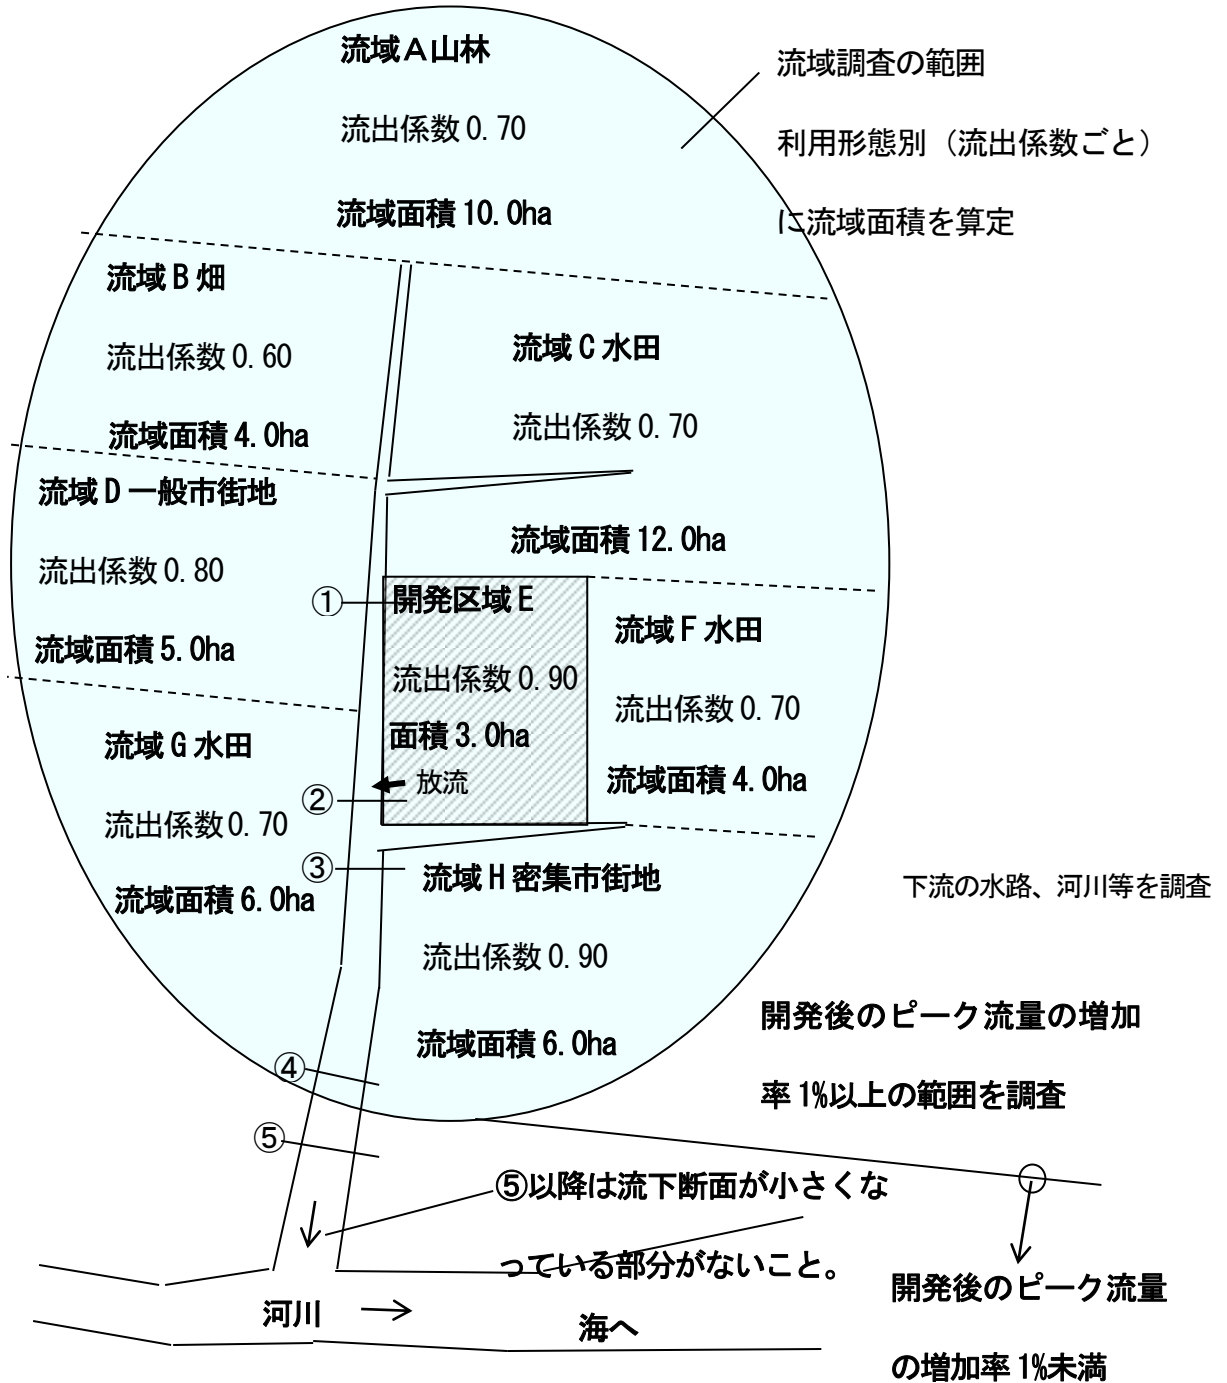 流域A山林
流出係数0.70
流域面積10.0ha
流域調査の範囲
利用形態別（流出係数ごと）
に流域面積を算定
流域B畑
流出係数0.60
流域面積4.0ha
流域C水田
流出係数0.70
流域面積12.0ha
流域D一般市街地
流出係数0.80
流域面積5.0ha
①
開発区域E
流出係数0.90
面積3.0ha
放流
流域F水田
流出係数0.70
流域面積4.0ha
流域G水田
流出係数0.70
流域面積6.0ha
②
③
流域H密集市街地
流出係数0.90
流域面積6.0ha
下流の水路、河川等を調査
開発後のピーク流量の増加
率1%以上の範囲を調査
④
⑤
⑤以降は流下断面が小さくな
っている部分がないこと。
開発後のピーク流量
の増加率1%未満
河川
海へ